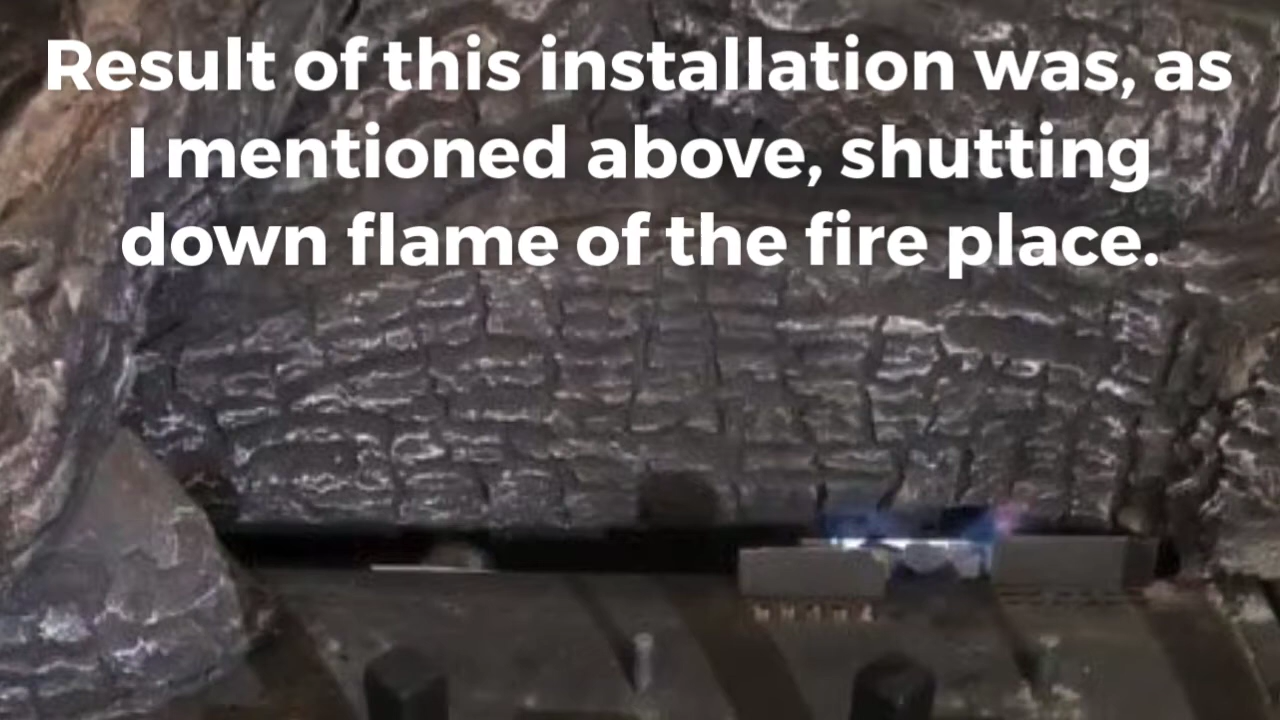 Result of this installation was, as
I mentioned above, shutting
down flame of the fire place.